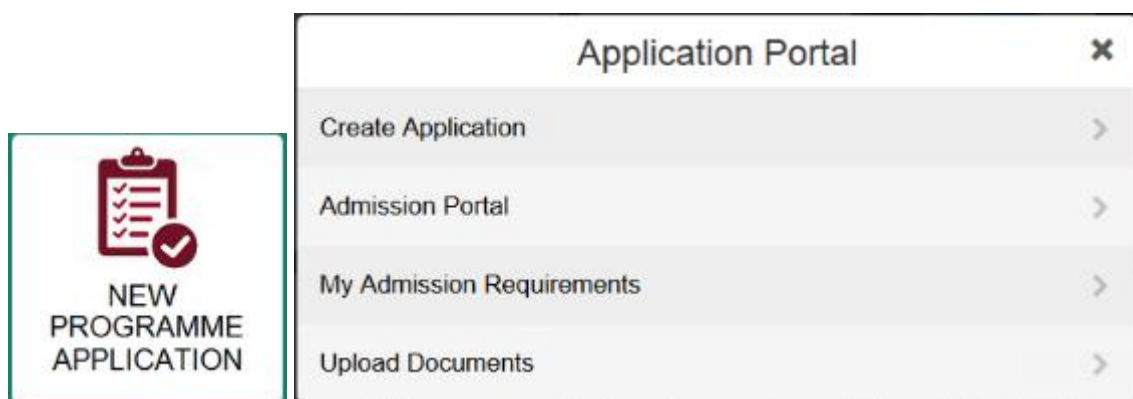 NEW
PROGRAMME
APPLICATION
Application Portal
Create Application
Admission Portal
My Admission Requirements
Upload Documents